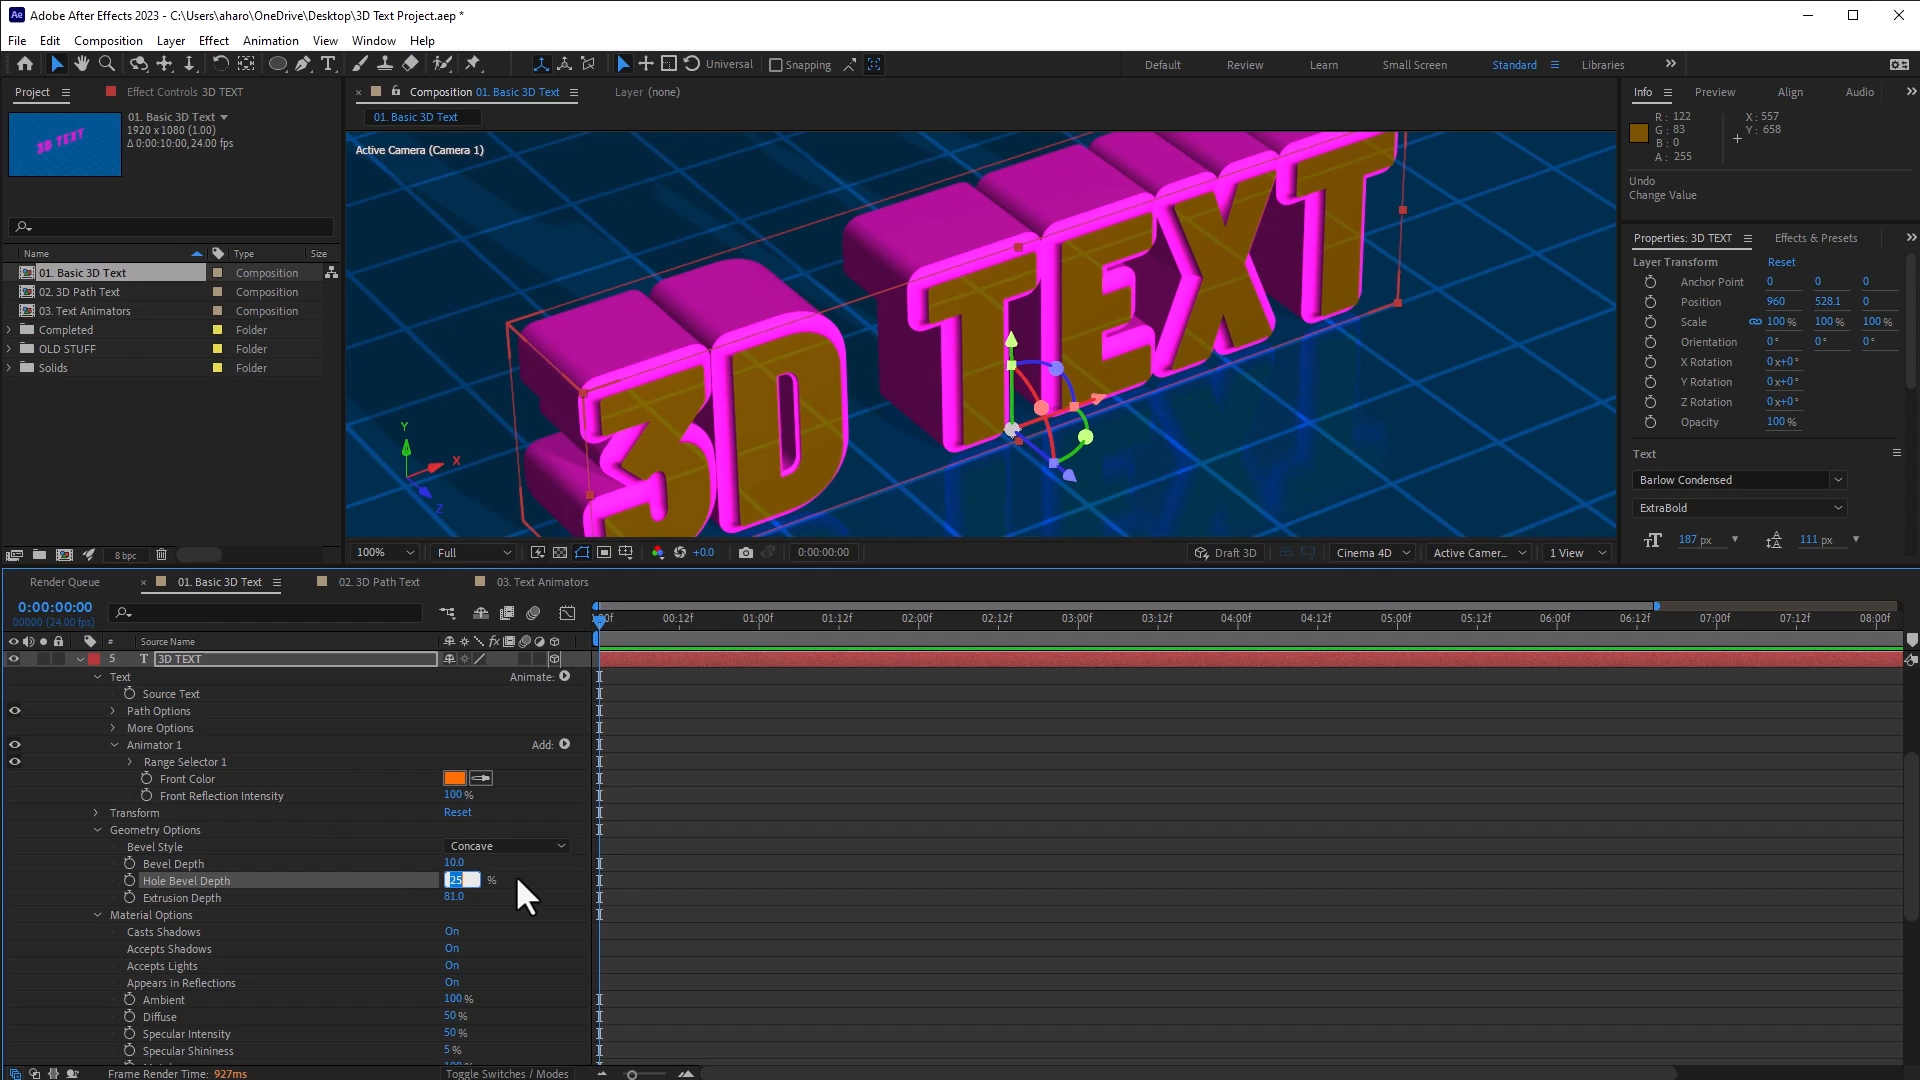 Ae Adobe After Effects 2023 - C:\Users\aharo\OneDrive\Desktop\3D Text Project.aep *
File Edit Composition Layer Effect Animation View Window Help
Universal Snapping Default Review Learn Small Screen Standard Libraries
Project Effect Controls 3D TEXT
01. Basic 3D Text
1920 x 1080 (1.00)
Δ 0:00:10:00, 24.00 fps
Name Type Size
01. Basic 3D Text Composition
02. 3D Path Text Composition
03. Text Animators Composition
Completed Folder
OLD STUFF Folder
Solids Folder
8 bpc
Composition 01. Basic 3D Text Layer (none)
01. Basic 3D Text
Active Camera (Camera 1)
3D TEXT
Y
X
Z
100% Full +0.0 0:00:00:00 Draft 3D Cinema 4D Active Camer... 1 View
Info Preview Align Audio
R: 122 X: 557
G: 83 Y: 658
B: 0
A: 255
Undo
Change Value
Properties: 3D TEXT Effects & Presets
Layer Transform Reset
Anchor Point 0 0 0
Position 960 528.1 0
Scale 100 % 100 % 100 %
Orientation 0° 0° 0°
X Rotation 0x+0°
Y Rotation 0x+0°
Z Rotation 0x+0°
Opacity 100 %
Text
Barlow Condensed
ExtraBold
187 px 111 px
Render Queue 01. Basic 3D Text 02. 3D Path Text 03. Text Animators
0:00:00:00
00000 (24.00 fps)
00f 00:12f 01:00f 01:12f 02:00f 02:12f 03:00f 03:12f 04:00f 04:12f 05:00f 05:12f 06:00f 06:12f 07:00f 07:12f 08:00f
# Source Name
5 T 3D TEXT
Text Animate:
Source Text
Path Options
More Options
Animator 1 Add:
Range Selector 1
Front Color
Front Reflection Intensity 100 %
Transform Reset
Geometry Options
Bevel Style Concave
Bevel Depth 10.0
Hole Bevel Depth 25 %
Extrusion Depth 81.0
Material Options
Casts Shadows On
Accepts Shadows On
Accepts Lights On
Appears in Reflections On
Ambient 100 %
Diffuse 50 %
Specular Intensity 50 %
Specular Shininess 5 %
Frame Render Time: 927ms Toggle Switches / Modes